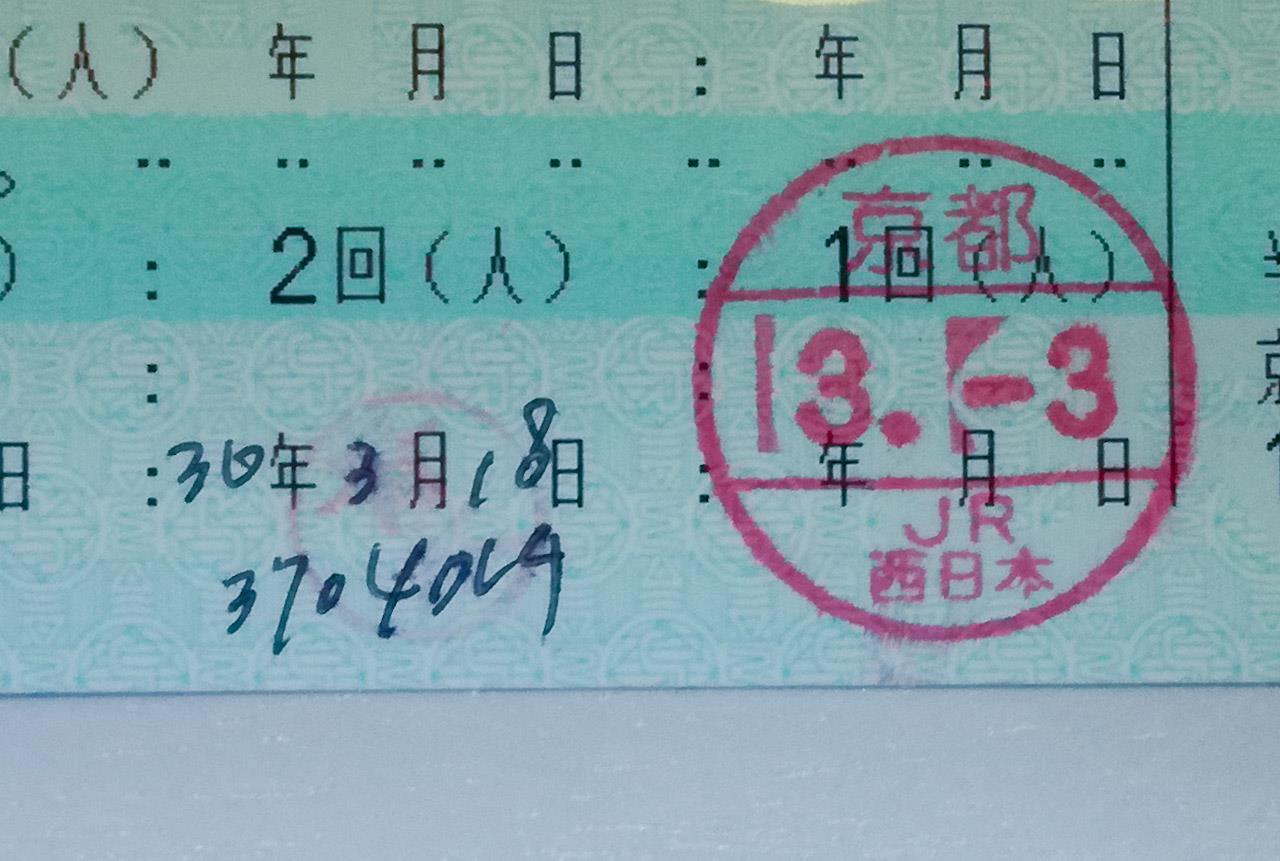 (人) 年 月 日 : 年 月 日
2回(人) : 1回(人)
: 30年3月18日 : 年 月 日
京都
13.-3
JR
西日本